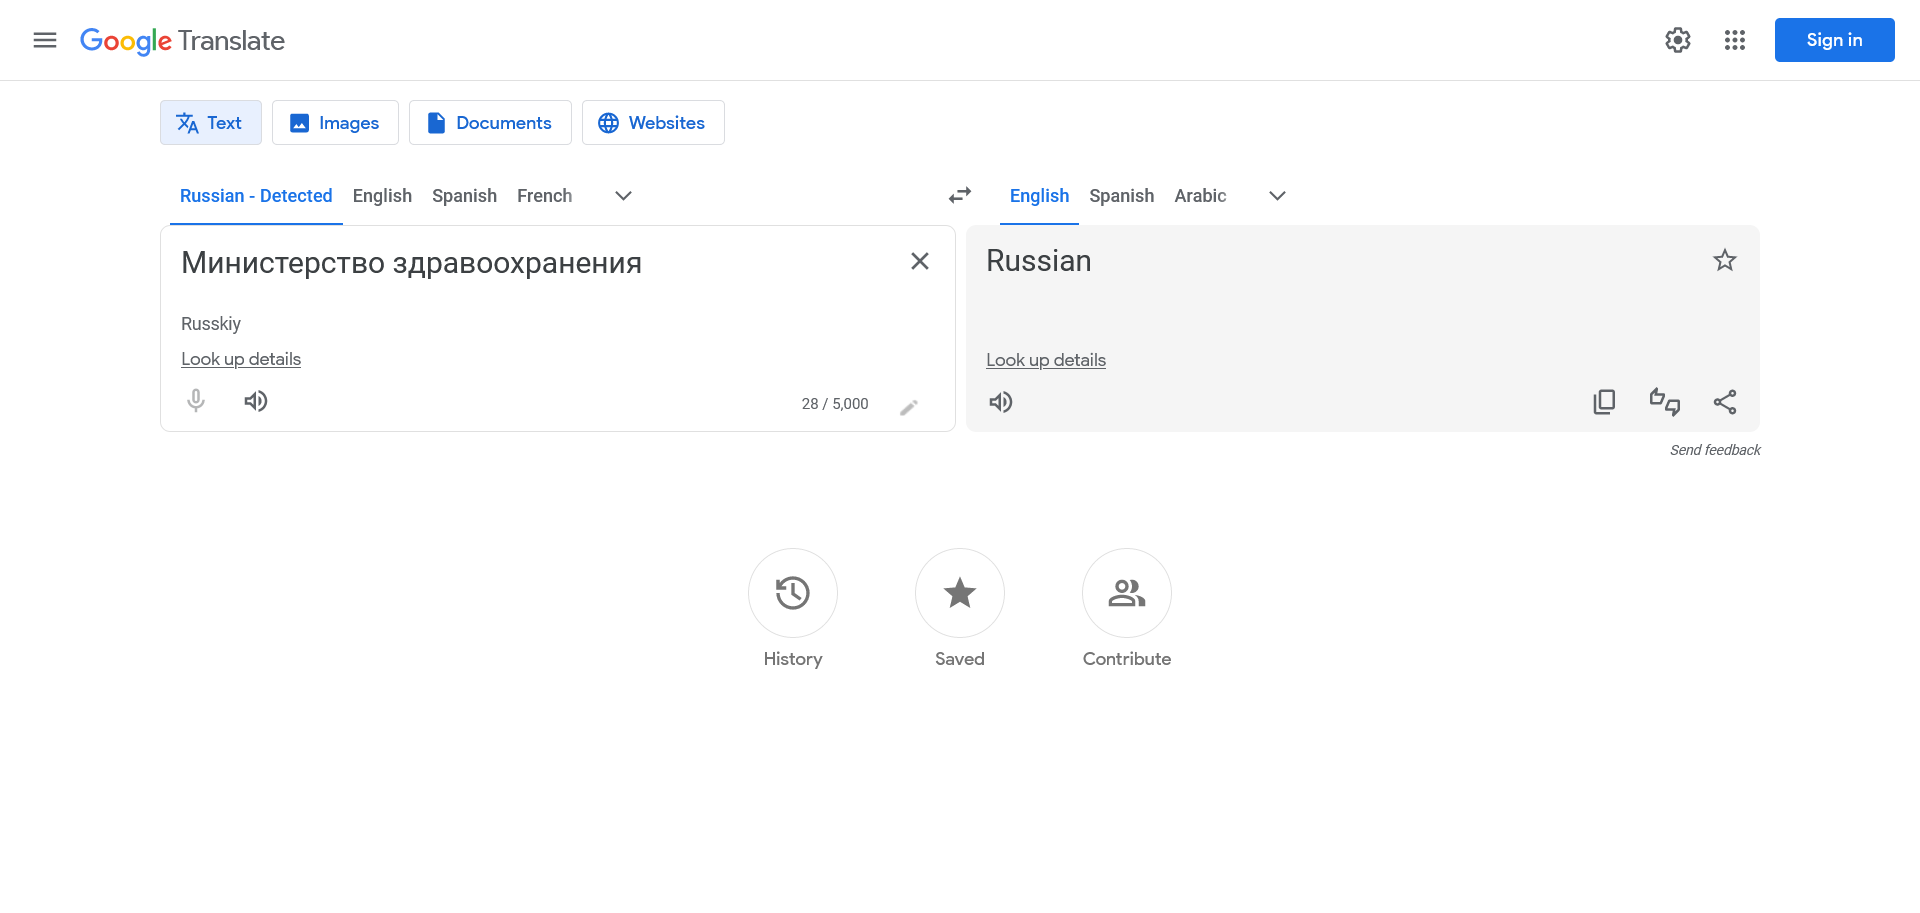 Google Translate
Sign in
Text
Images
Documents
Websites
Russian - Detected
English
Spanish
French
English
Spanish
Arabic
Министерство здравоохранения
Russkiy
Look up details
28 / 5,000
Russian
Look up details
Send feedback
History
Saved
Contribute